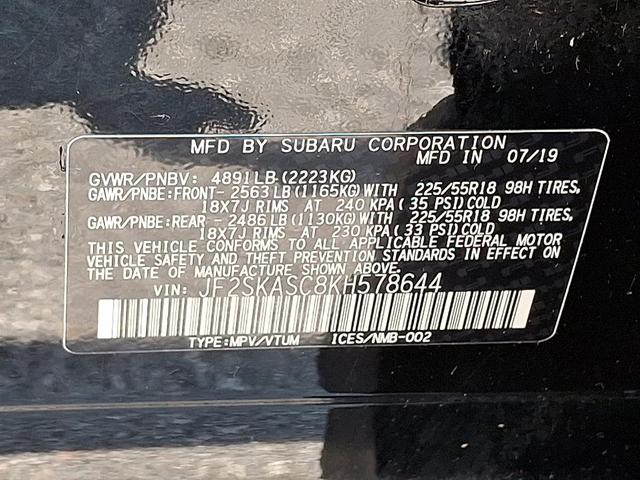 MFD BY SUBARU CORPORATION
MFD IN 07/19
GVWR/PNBV: 4891LB(2223KG)
GAWR/PNBE:FRONT-2563LB(1165KG)WITH 225/55R18 98H TIRES,
18X7J RIMS AT 240 KPA(35 PSI)COLD
GAWR/PNBE:REAR-2486LB(1130KG)WITH 225/55R18 98H TIRES,
18X7J RIMS AT 230 KPA(33 PSI)COLD
THIS VEHICLE CONFORMS TO ALL APPLICABLE FEDERAL MOTOR
VEHICLE SAFETY AND THEFT PREVENTION STANDARDS IN EFFECT ON
THE DATE OF MANUFACTURE SHOWN ABOVE.
VIN: JF2SKASC8KH578644
TYPE:MPV/VTUM ICES/NMB-002